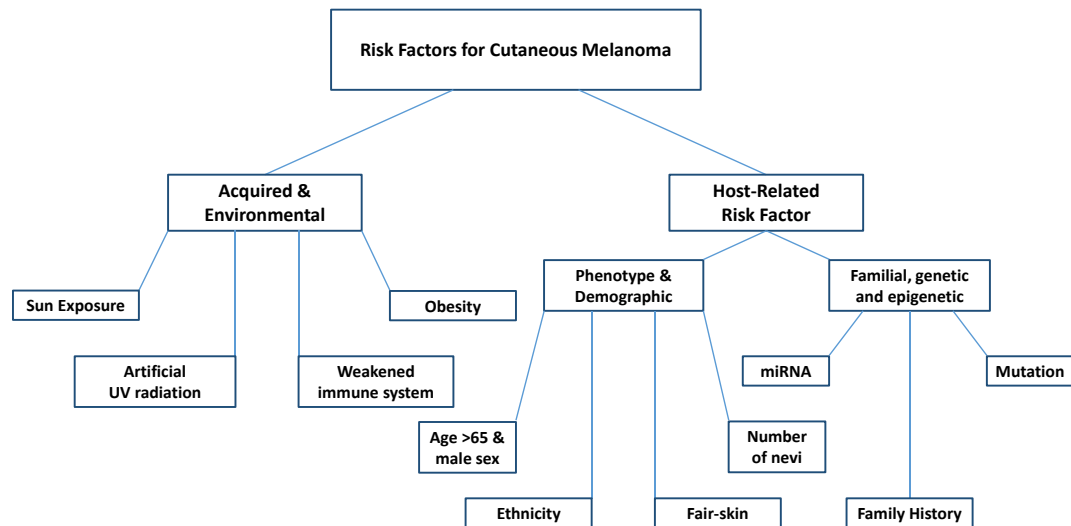 Risk Factors for Cutaneous Melanoma
Acquired &
Environmental
Host-Related
Risk Factor
Sun Exposure
Artificial
UV radiation
Weakened
immune system
Obesity
Phenotype &
Demographic
Familial, genetic
and epigenetic
Age >65 &
male sex
Ethnicity
Fair-skin
Number
of nevi
miRNA
Family History
Mutation